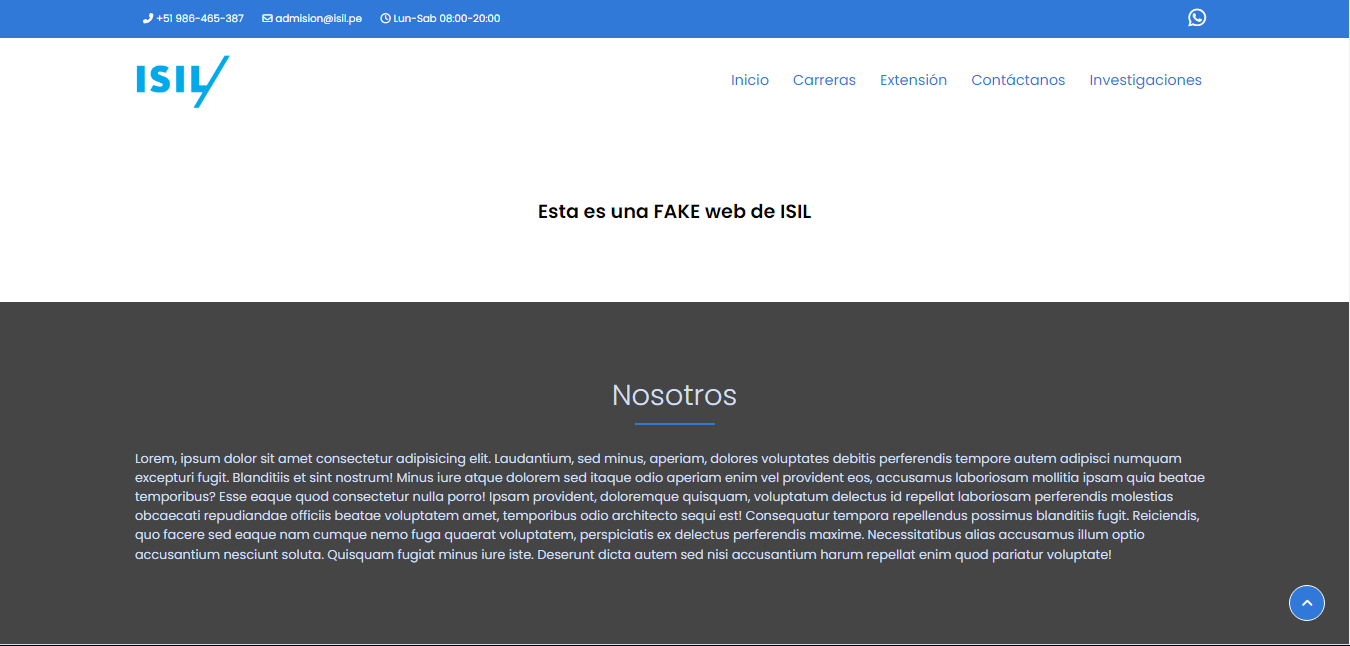 +51 986-465-387 admision@isil.pe Lun-Sab 08:00-20:00
ISIL
Inicio Carreras Extensión Contáctanos Investigaciones
Esta es una FAKE web de ISIL
Nosotros
Lorem, ipsum dolor sit amet consectetur adipisicing elit. Laudantium, sed minus, aperiam, dolores voluptates debitis perferendis tempore autem adipisci numquam
excepturi fugit. Blanditiis et sint nostrum! Minus iure atque dolorem sed itaque odio aperiam enim vel provident eos, accusamus laboriosam mollitia ipsam quia beatae
temporibus? Esse eaque quod consectetur nulla porro! Ipsam provident, doloremque quisquam, voluptatum delectus id repellat laboriosam perferendis molestias
obcaecati repudiandae officiis beatae voluptatem amet, temporibus odio architecto sequi est! Consequatur tempora repellendus possimus blanditiis fugit. Reiciendis,
quo facere sed eaque nam cumque nemo fuga quaerat voluptatem, perspiciatis ex delectus perferendis maxime. Necessitatibus alias accusamus illum optio
accusantium nesciunt soluta. Quisquam fugiat minus iure iste. Deserunt dicta autem sed nisi accusantium harum repellat enim quod pariatur voluptate!